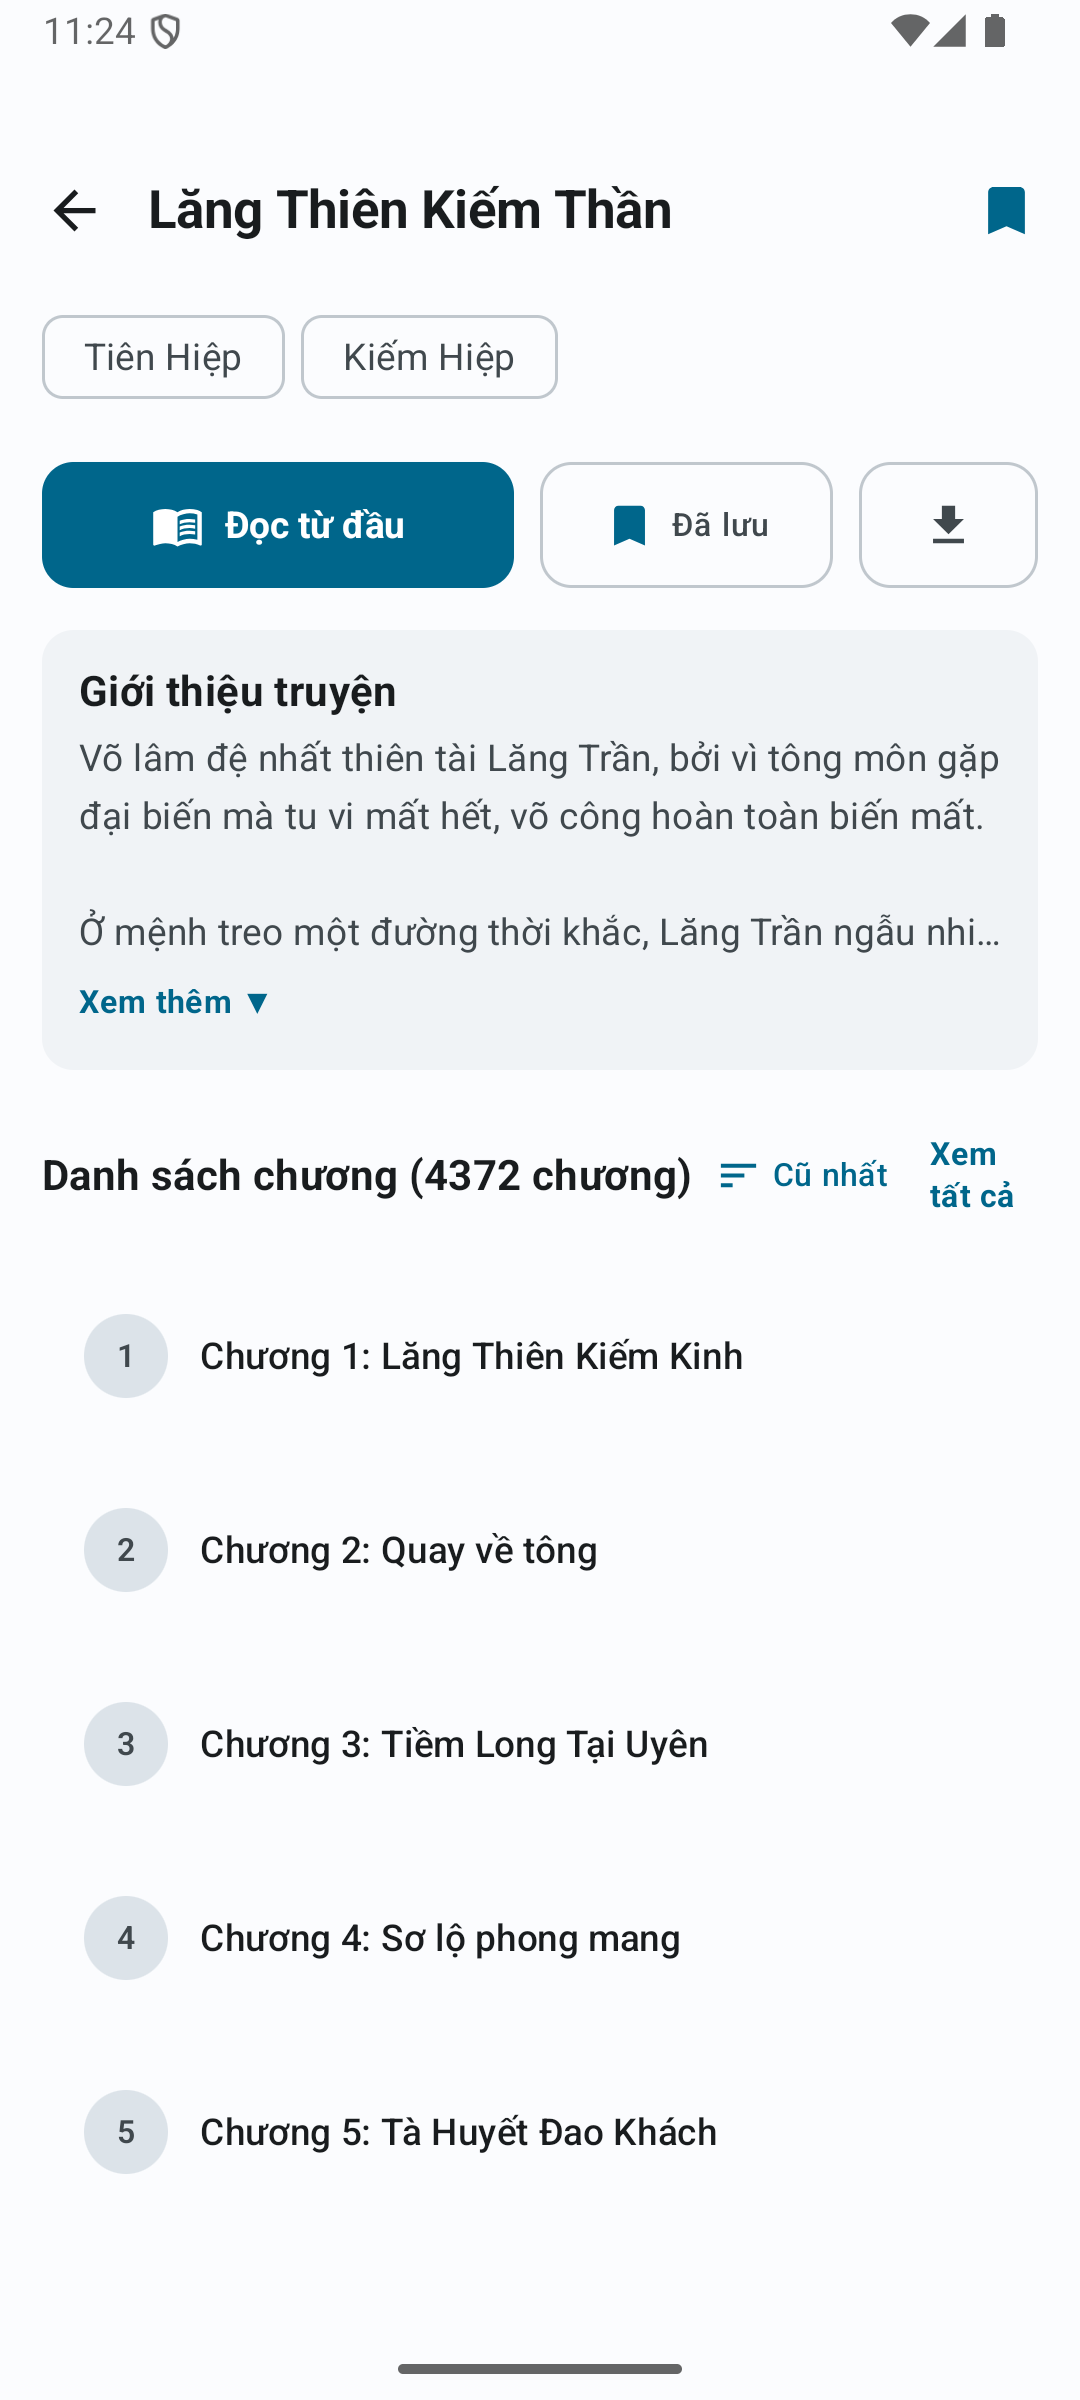 11:24
Lăng Thiên Kiếm Thần
Tiên Hiệp
Kiếm Hiệp
Đọc từ đầu
Đã lưu
Giới thiệu truyện
Võ lâm đệ nhất thiên tài Lăng Trần, bởi vì tông môn gặp
đại biến mà tu vi mất hết, võ công hoàn toàn biến mất.
Ở mệnh treo một đường thời khắc, Lăng Trần ngẫu nhi...
Xem thêm ▼
Danh sách chương (4372 chương)
Cũ nhất
Xem
tất cả
1
Chương 1: Lăng Thiên Kiếm Kinh
2
Chương 2: Quay về tông
3
Chương 3: Tiềm Long Tại Uyên
4
Chương 4: Sơ lộ phong mang
5
Chương 5: Tà Huyết Đao Khách